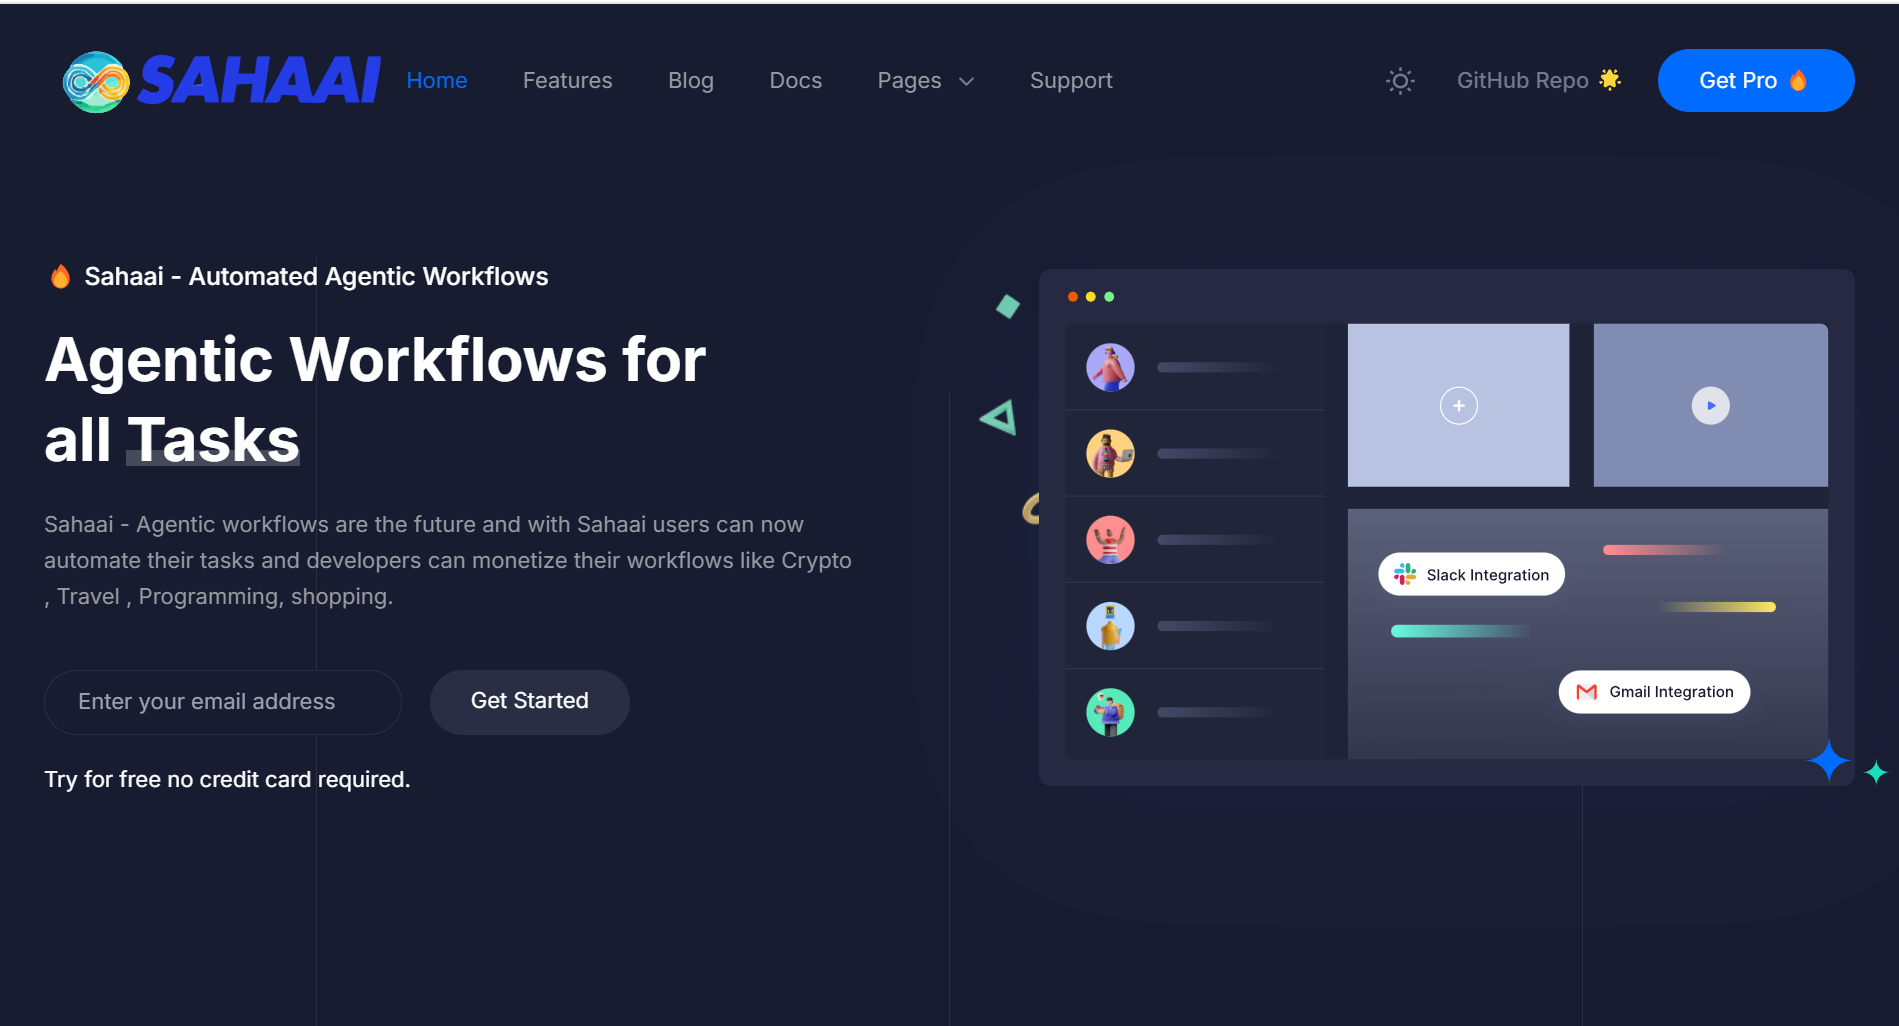 SAHAAI
Home
Features
Blog
Docs
Pages
Support
GitHub Repo
Get Pro
Sahaai - Automated Agentic Workflows
Agentic Workflows for
all Tasks
Sahaai - Agentic workflows are the future and with Sahaai users can now
automate their tasks and developers can monetize their workflows like Crypto
, Travel , Programming, shopping.
Enter your email address
Get Started
Try for free no credit card required.
Slack Integration
Gmail Integration